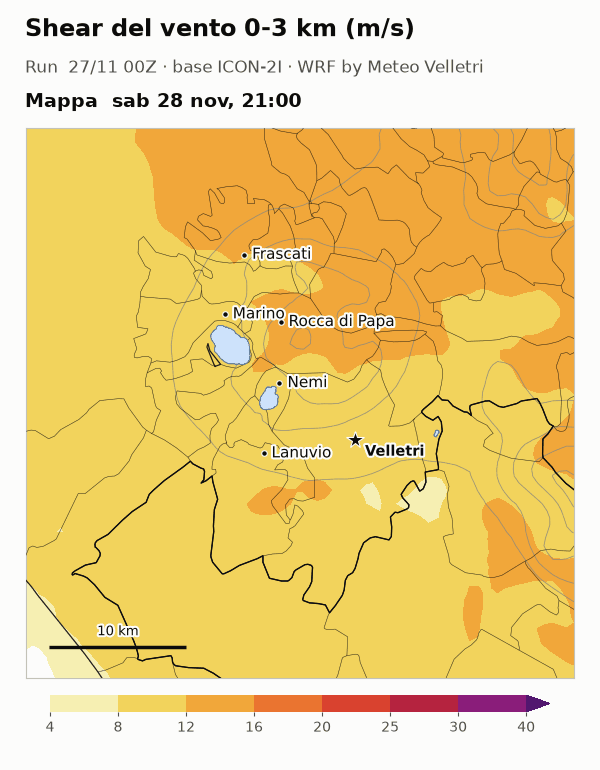 Shear del vento 0-3 km (m/s)
Run  27/11 00Z · base ICON-2I · WRF by Meteo Velletri
Mappa  sab 28 nov, 21:00
Frascati
Marino
Rocca di Papa
Nemi
Velletri
Lanuvio
10 km
4 8 12 16 20 25 30 40